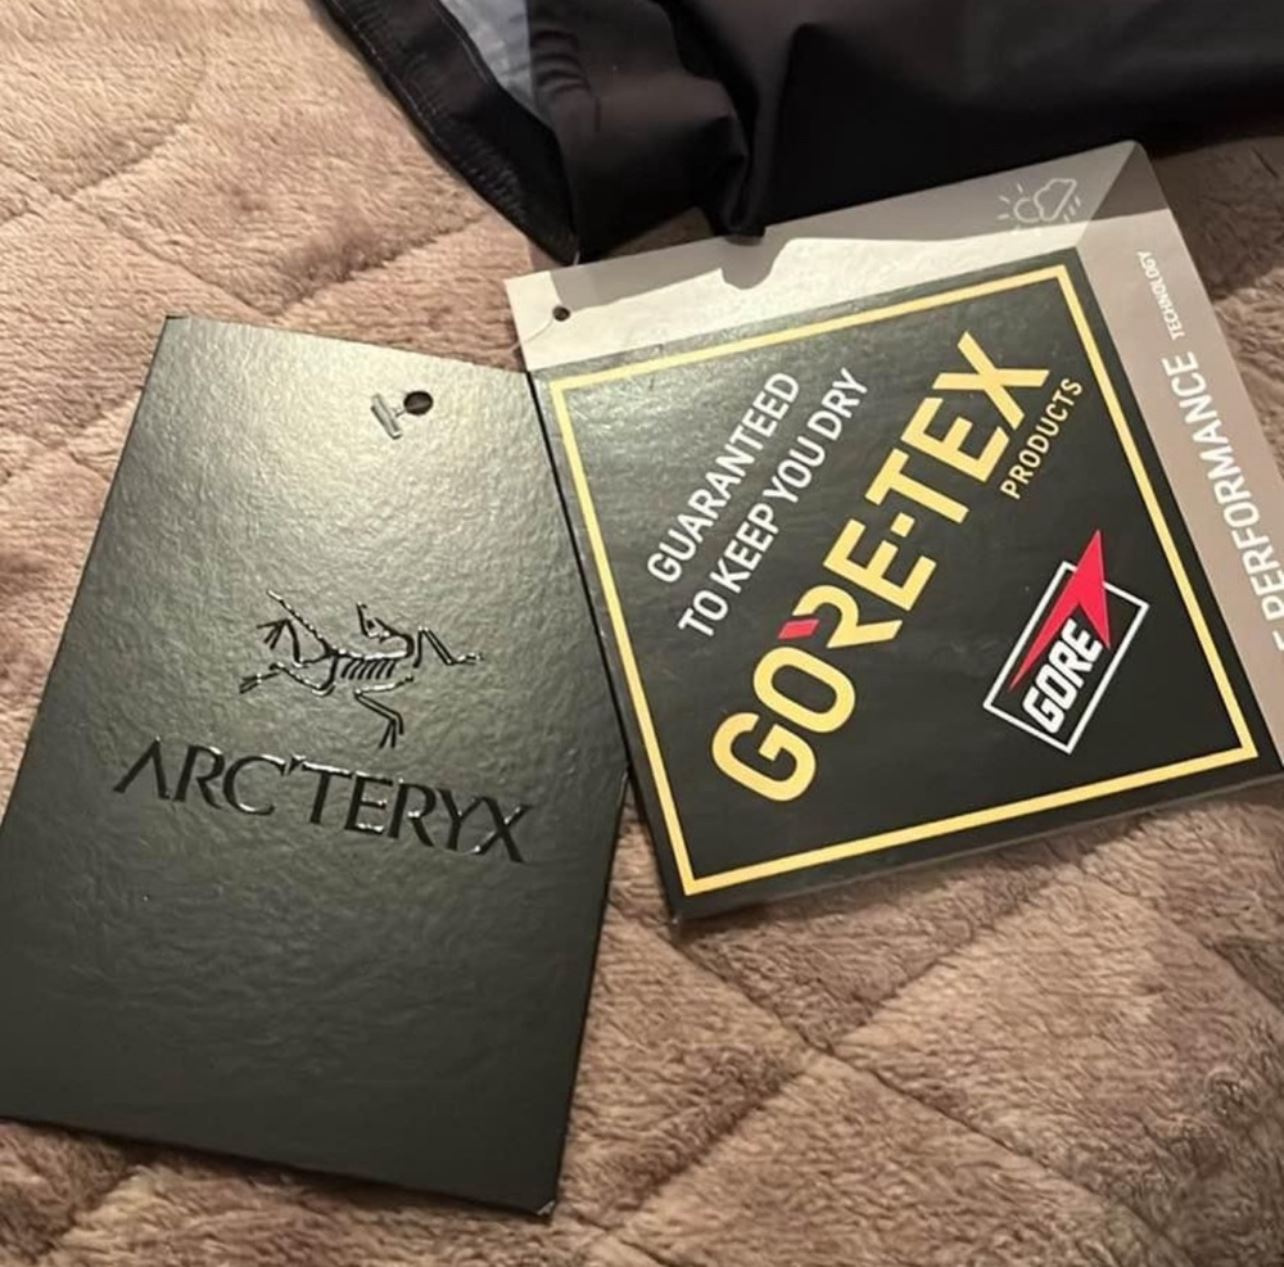 ARC'TERYX
GUARANTEED
TO KEEP YOU DRY
GORE-TEX
PRODUCTS
GORE
PERFORMANCE TECHNOLOGY